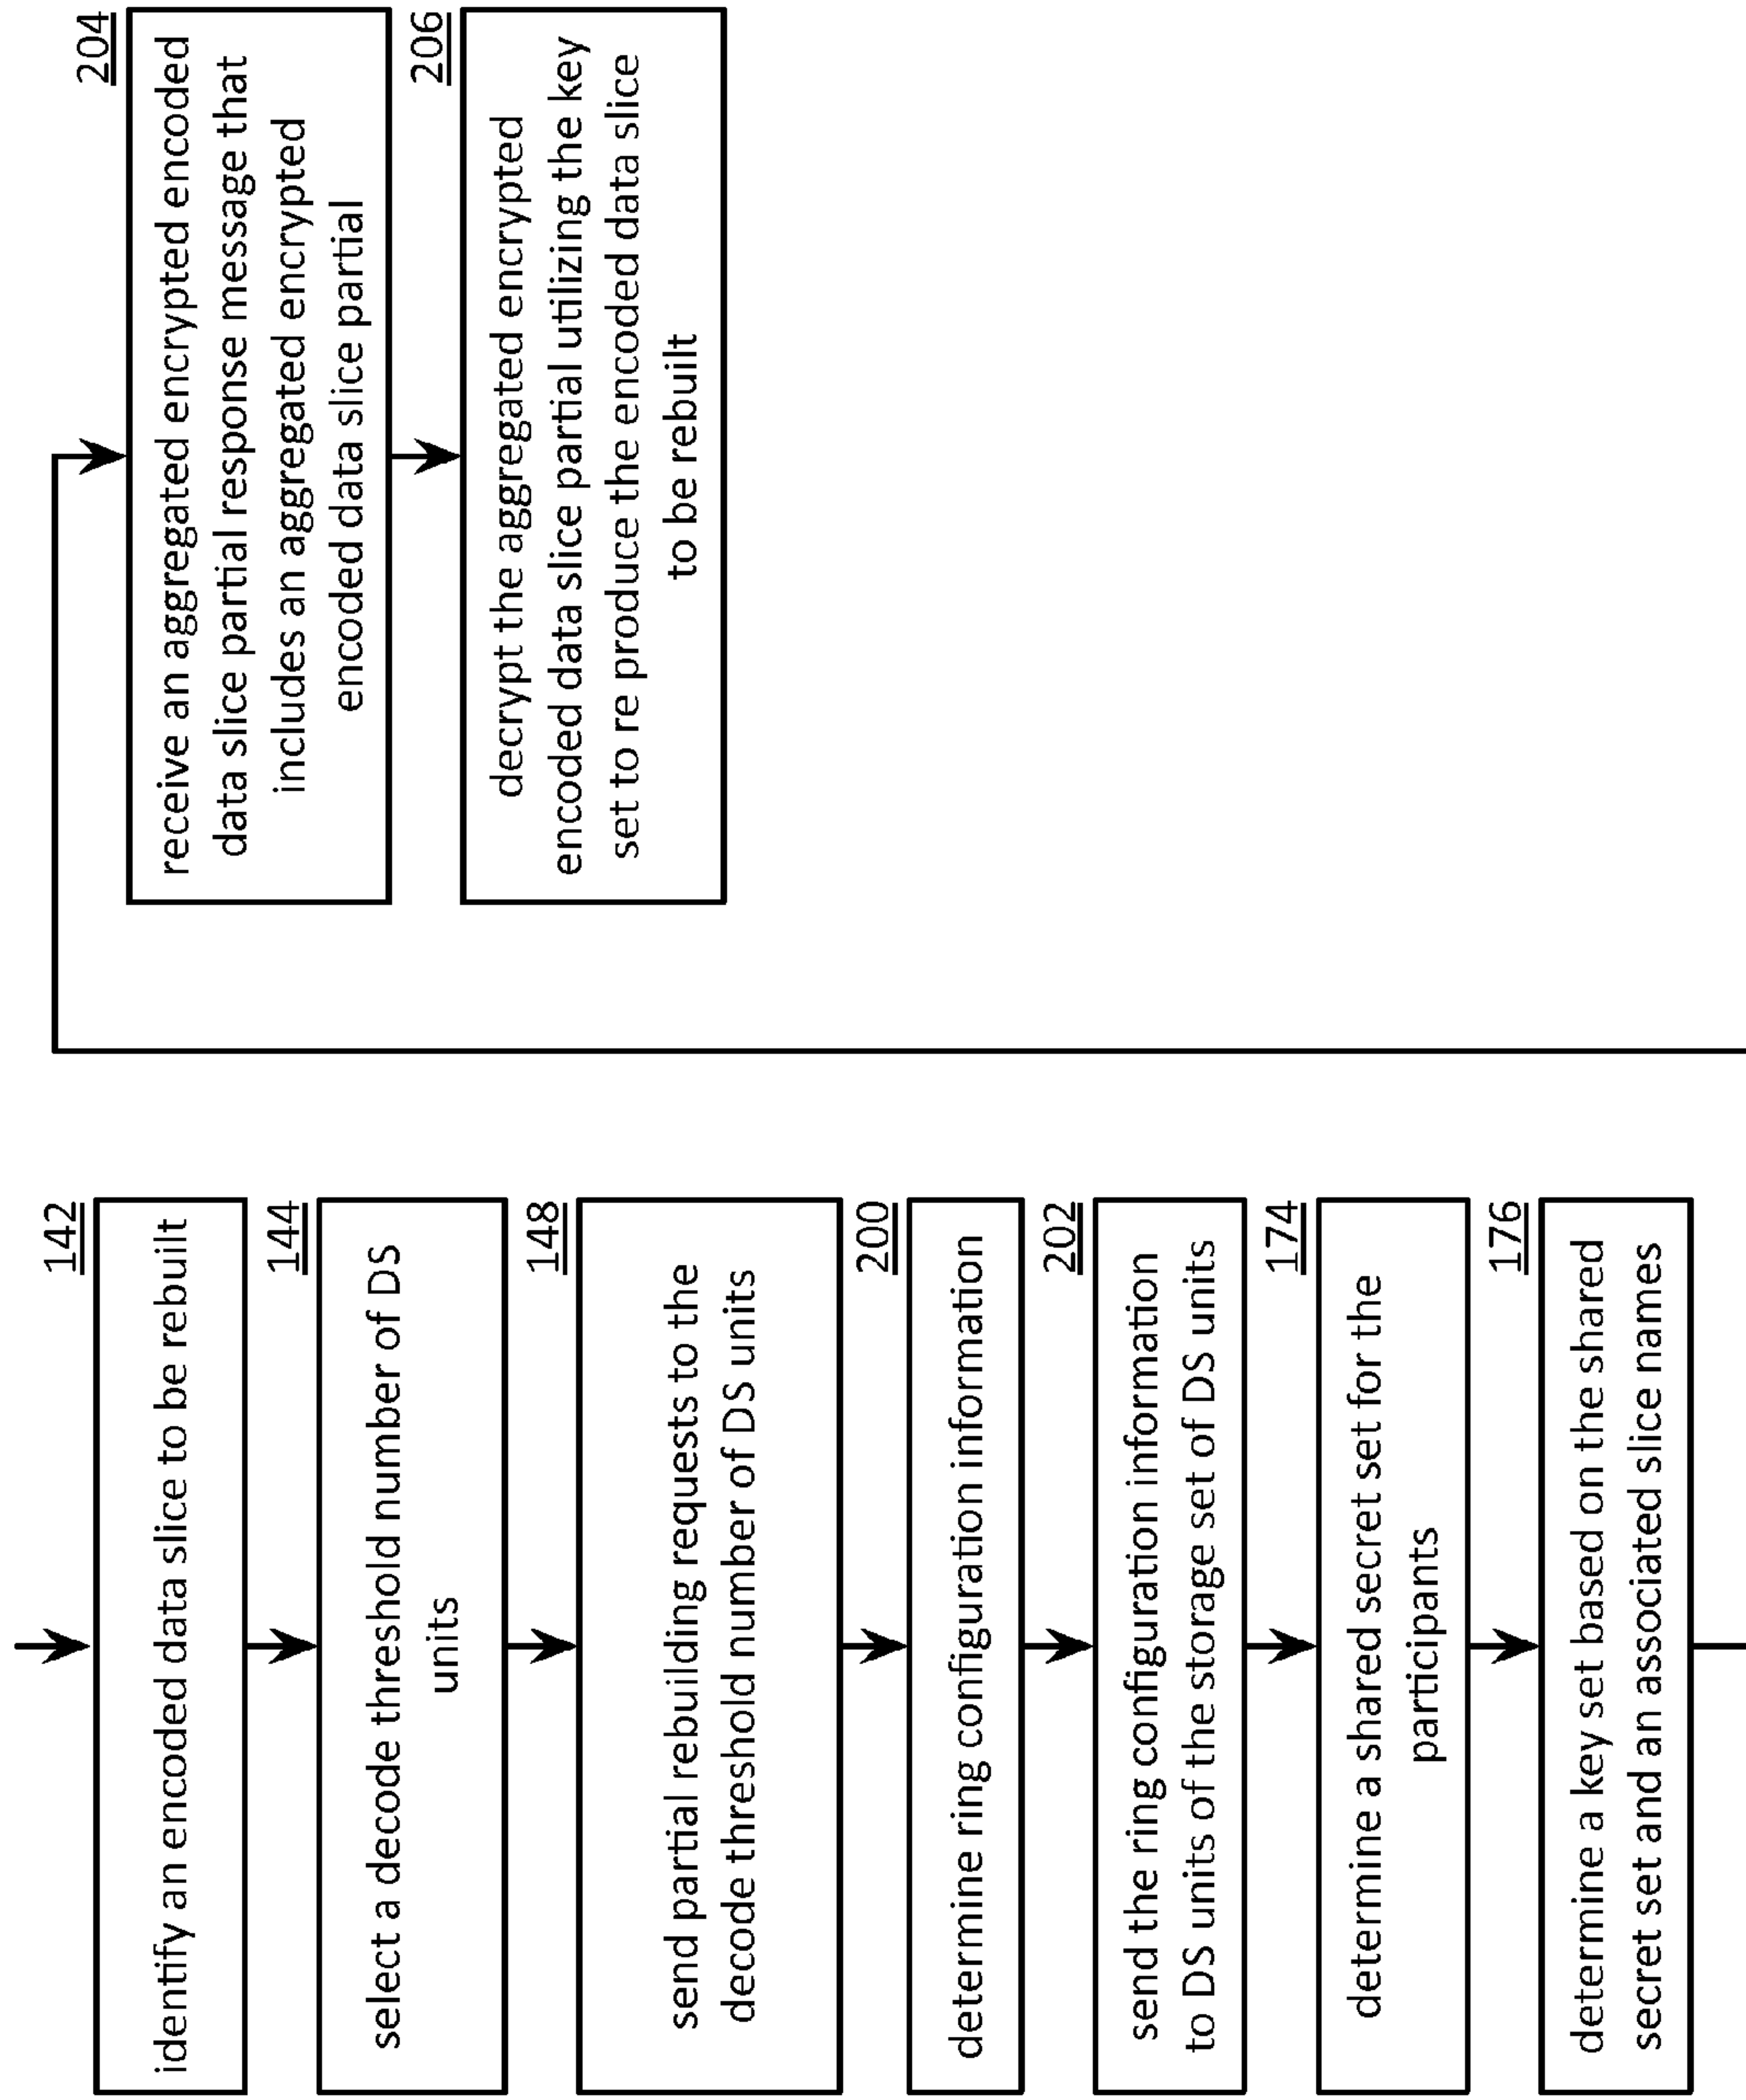 142
identify an encoded data slice to be rebuilt
144
select a decode threshold number of DS
units
148
send partial rebuilding requests to the
decode threshold number of DS units
200
determine ring configuration information
202
send the ring configuration information
to DS units of the storage set of DS units
174
determine a shared secret set for the
participants
176
determine a key set based on the shared
secret set and an associated slice names
204
receive an aggregated encrypted encoded
data slice partial response message that
includes an aggregated encrypted
encoded data slice partial
206
decrypt the aggregated encrypted
encoded data slice partial utilizing the key
set to re produce the encoded data slice
to be rebuilt